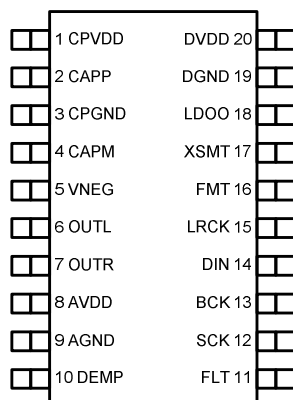 1 CPVDD DVDD 20
2 CAPP DGND 19
3 CPGND LDOO 18
4 CAPM XSMT 17
5 VNEG FMT 16
6 OUTL LRCK 15
7 OUTR DIN 14
8 AVDD BCK 13
9 AGND SCK 12
10 DEMP FLT 11